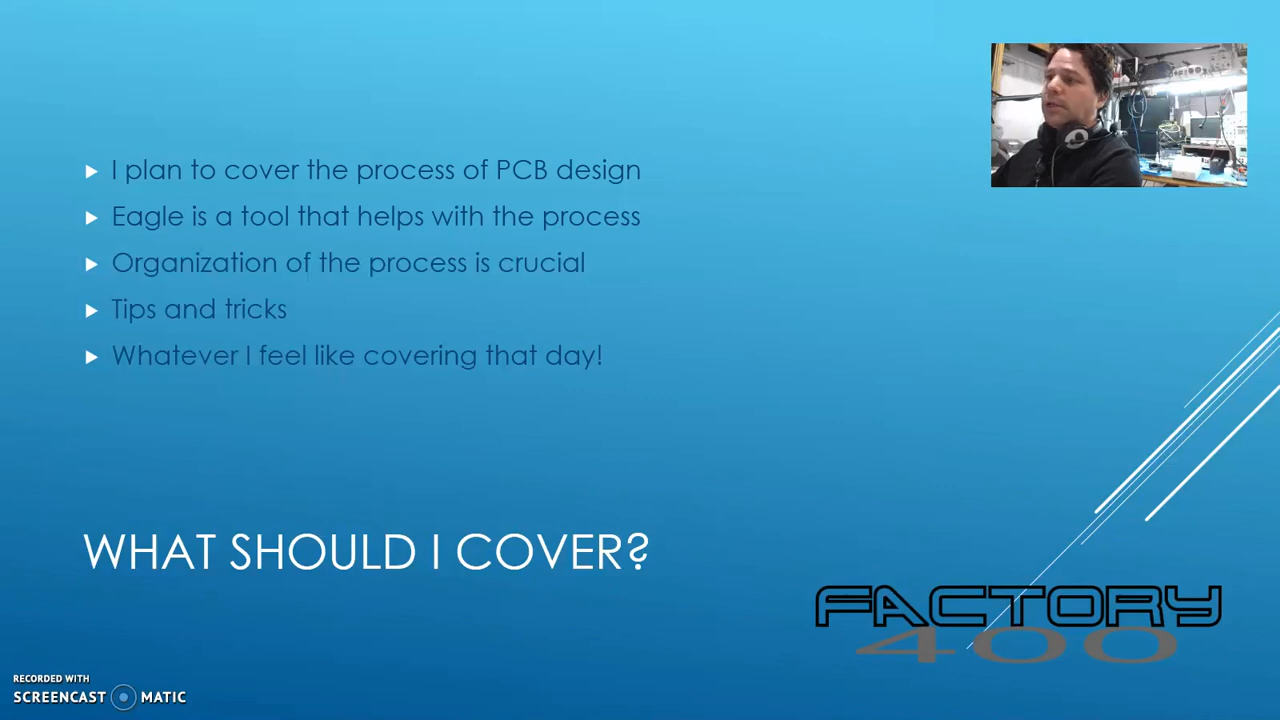 I plan to cover the process of PCB design
Eagle is a tool that helps with the process
Organization of the process is crucial
Tips and tricks
Whatever I feel like covering that day!
WHAT SHOULD I COVER?
FACTORY
400
RECORDED WITH
SCREENCAST MATIC